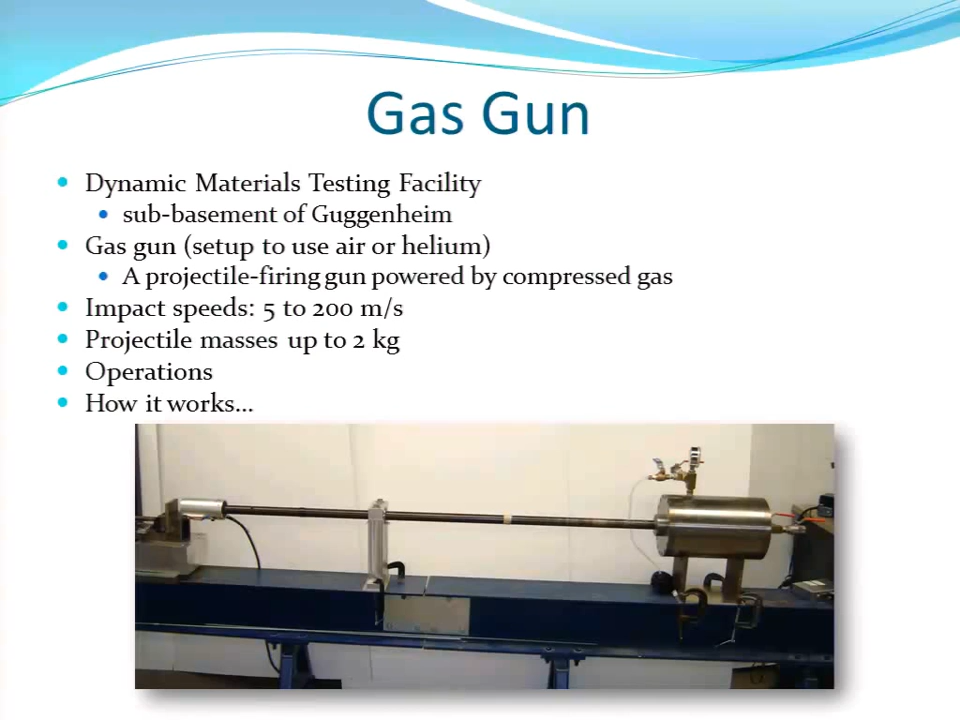 Gas Gun
Dynamic Materials Testing Facility
sub-basement of Guggenheim
Gas gun (setup to use air or helium)
A projectile-firing gun powered by compressed gas
Impact speeds: 5 to 200 m/s
Projectile masses up to 2 kg
Operations
How it works...